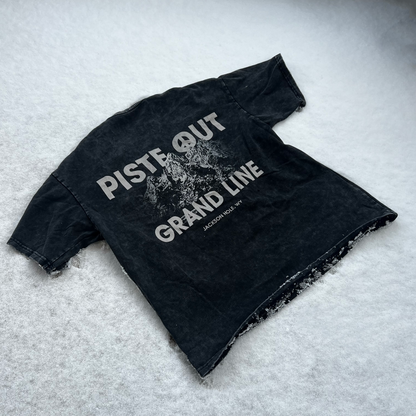 PISTE OUT
GRAND LINE
JACKSON HOLE, WY